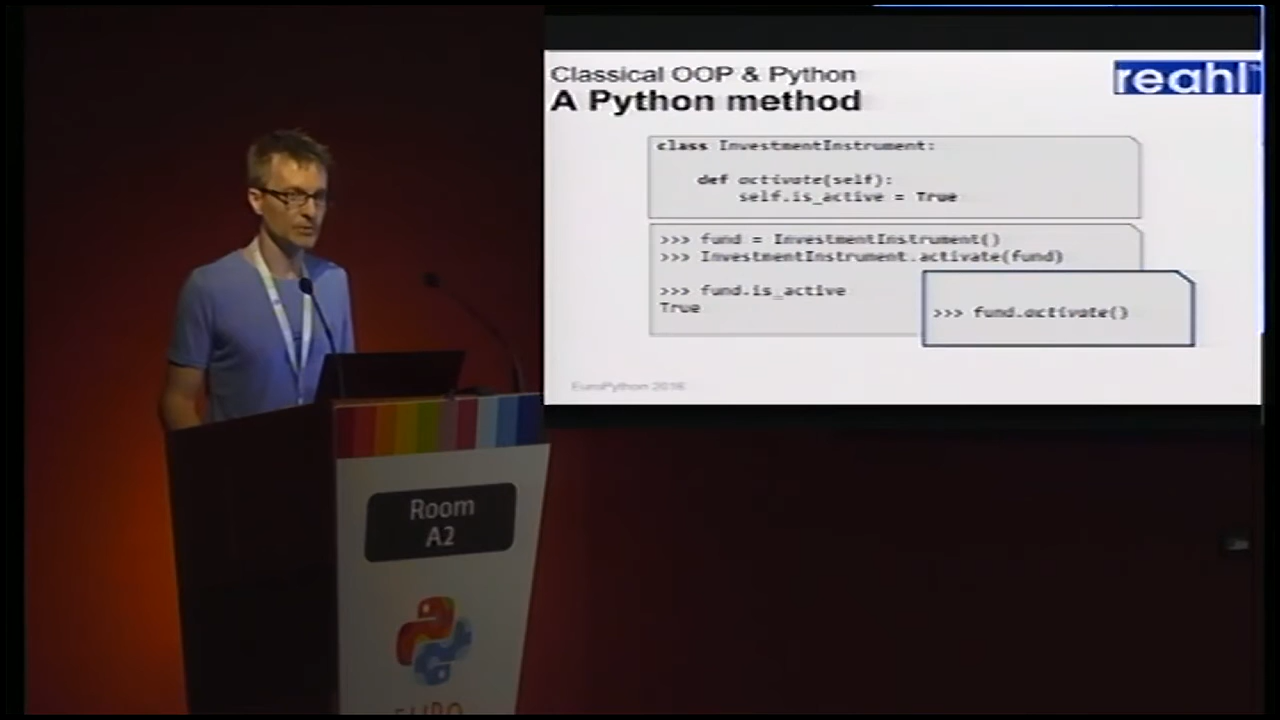 Classical OOP & Python
A Python method
reahl
class InvestmentInstrument:
def activate(self):
self.is_active = True
>>> fund = InvestmentInstrument()
>>> InvestmentInstrument.activate(fund)
>>> fund.is_active
True
>>> fund.activate()
EuroPython 2016
Room
A2
EURO